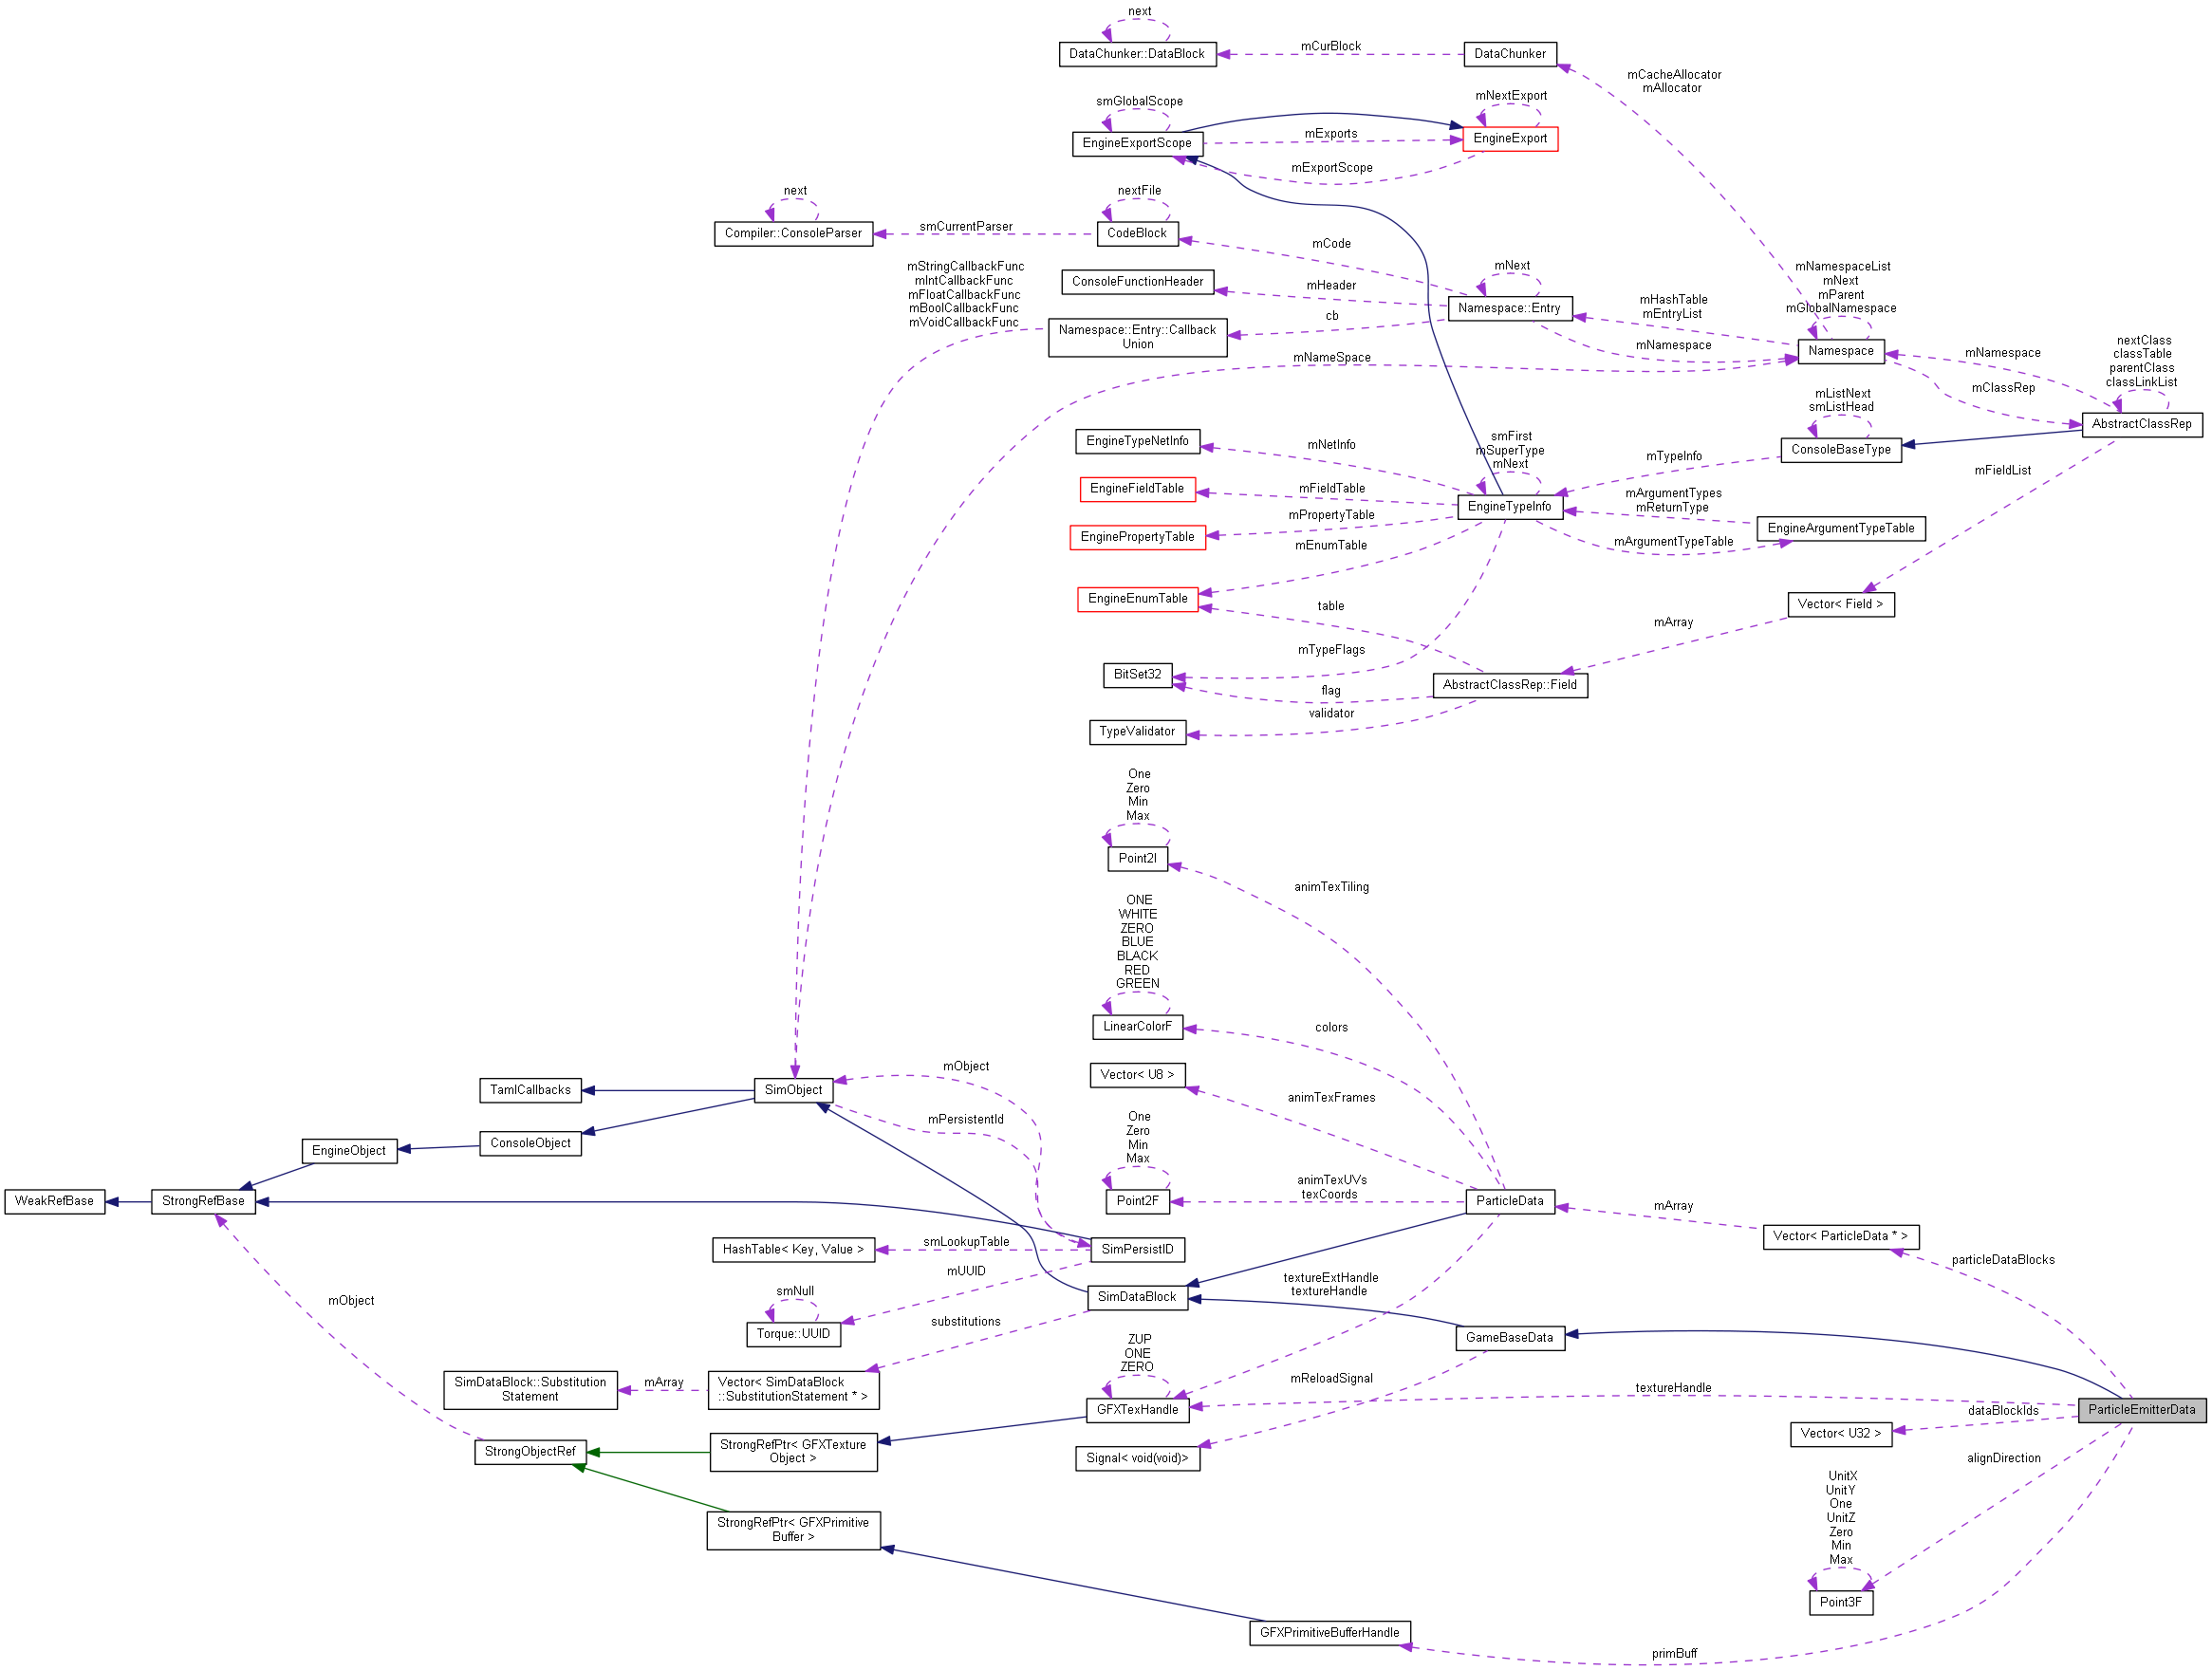 next
DataChunker::DataBlock
mCurBlock
DataChunker
mCacheAllocator
mAllocator
smGlobalScope
EngineExportScope
mExports
mExportScope
mNextExport
EngineExport
next
Compiler::ConsoleParser
smCurrentParser
nextFile
CodeBlock
mCode
mStringCallbackFunc
mIntCallbackFunc
mFloatCallbackFunc
mBoolCallbackFunc
mVoidCallbackFunc
ConsoleFunctionHeader
mHeader
mNext
Namespace::Entry
cb
Namespace::Entry::Callback
Union
mHashTable
mEntryList
mNamespace
mNameSpace
mNamespaceList
mNext
mParent
mGlobalNamespace
Namespace
mNamespace
mClassRep
nextClass
classTable
parentClass
classLinkList
AbstractClassRep
mListNext
smListHead
ConsoleBaseType
mTypeInfo
mFieldList
EngineTypeNetInfo
mNetInfo
smFirst
mSuperType
mNext
EngineTypeInfo
EngineFieldTable
mFieldTable
EnginePropertyTable
mPropertyTable
mEnumTable
mArgumentTypes
mReturnType
mArgumentTypeTable
EngineArgumentTypeTable
EngineEnumTable
table
Vector< Field >
mArray
mTypeFlags
BitSet32
flag
AbstractClassRep::Field
validator
TypeValidator
One
Zero
Min
Max
Point2I
animTexTiling
ONE
WHITE
ZERO
BLUE
BLACK
RED
GREEN
LinearColorF
colors
Vector< U8 >
animTexFrames
TamlCallbacks
SimObject
mObject
mPersistentId
ConsoleObject
EngineObject
One
Zero
Min
Max
Point2F
animTexUVs
texCoords
ParticleData
WeakRefBase
StrongRefBase
mArray
Vector< ParticleData * >
particleDataBlocks
HashTable< Key, Value >
smLookupTable
SimPersistID
mUUID
smNull
Torque::UUID
SimDataBlock
substitutions
textureExtHandle
textureHandle
GameBaseData
mObject
SimDataBlock::Substitution
Statement
mArray
Vector< SimDataBlock
::SubstitutionStatement * >
ZUP
ONE
ZERO
GFXTexHandle
mReloadSignal
textureHandle
ParticleEmitterData
dataBlockIds
Vector< U32 >
StrongObjectRef
StrongRefPtr< GFXTexture
Object >
Signal< void(void)>
alignDirection
UnitX
UnitY
One
UnitZ
Zero
Min
Max
Point3F
StrongRefPtr< GFXPrimitive
Buffer >
GFXPrimitiveBufferHandle
primBuff